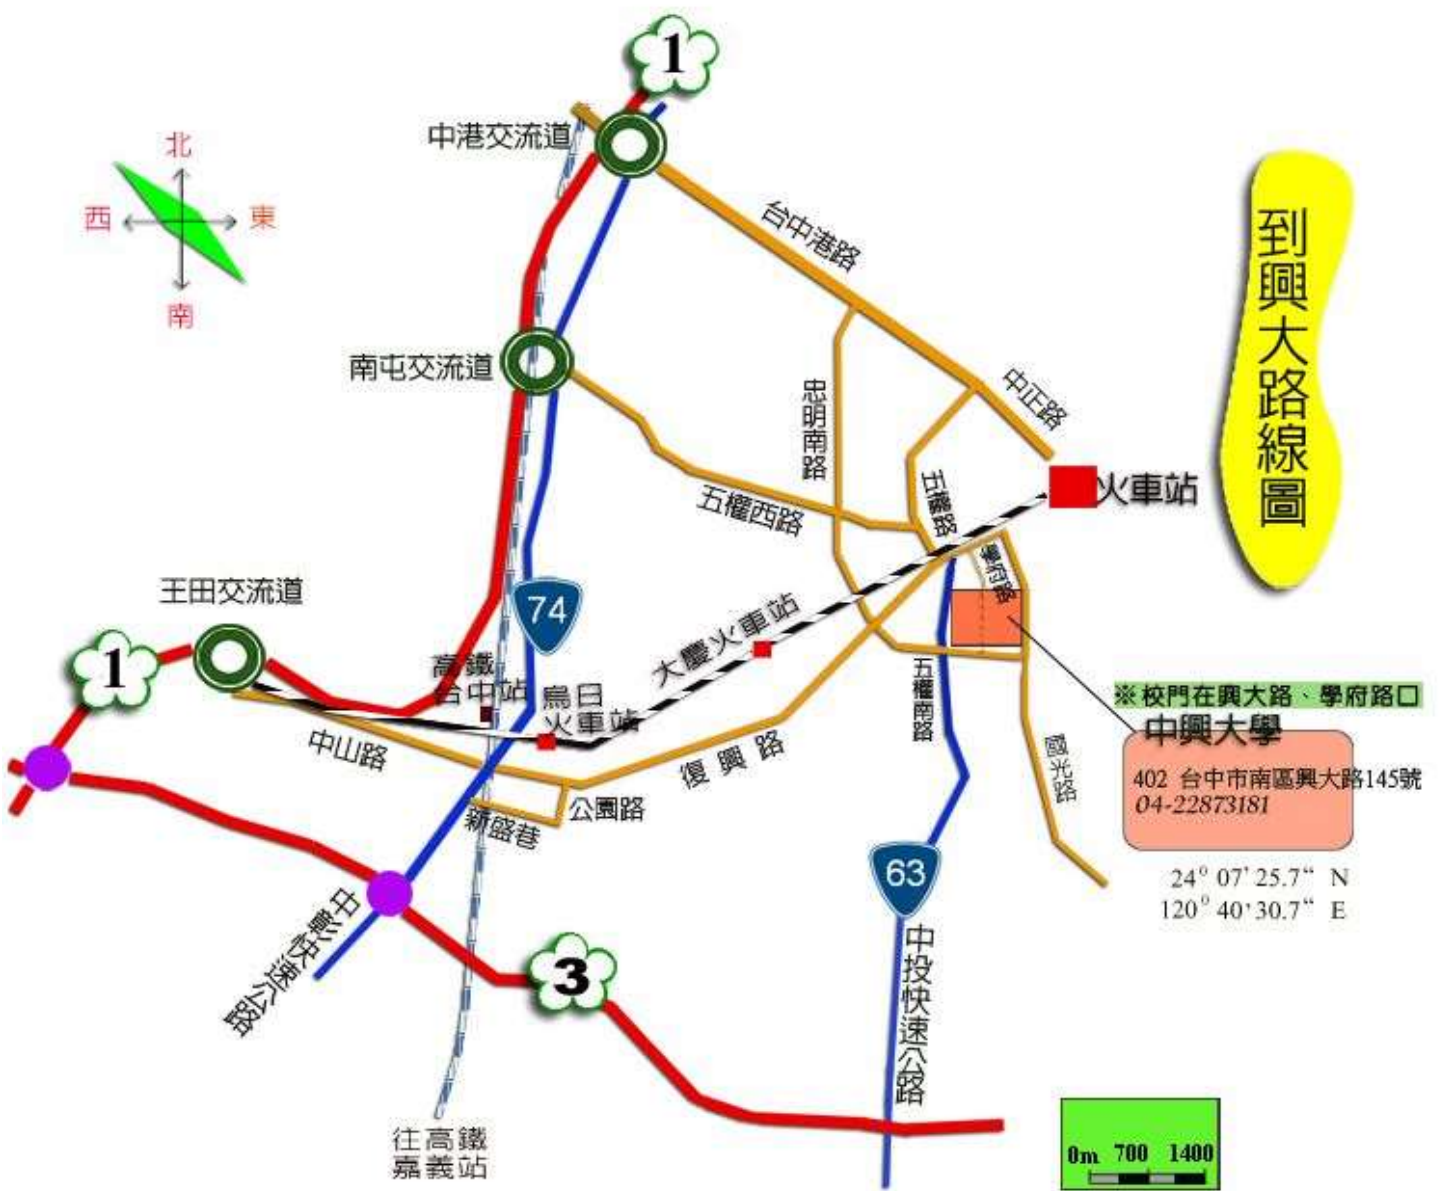 1
中港交流道
北
西
東
南
台中港路
到興大路線圖
南屯交流道
忠明南路
中正路
五權西路
五權路
火車站
學府路
王田交流道
74
1
大慶火車站
高鐵
台中站
烏日
火車站
五權南路
※校門在興大路、學府路口
中興大學
402 台中市南區興大路145號
04-22873181
中山路
復興路
國光路
公園路
新盛巷
63
24° 07' 25.7“ N
120° 40' 30.7“ E
中彰快速公路
3
中投快速公路
往高鐵
嘉義站
0m 700 1400